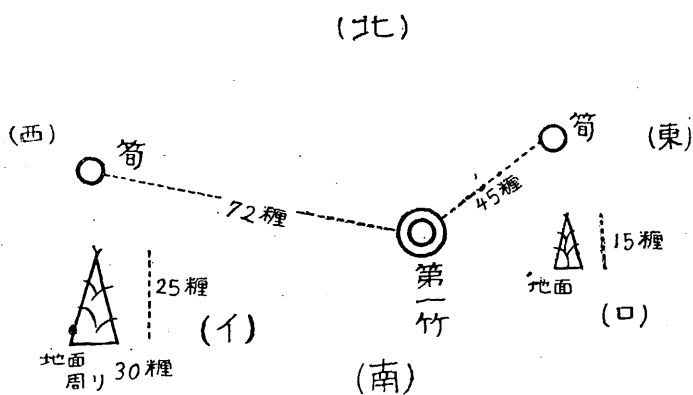 (北)
(西)
筍
筍
(東)
72糎
45糎
第一竹
25糎
(イ)
地面
周リ 30糎
15糎
地面
(ロ)
(南)